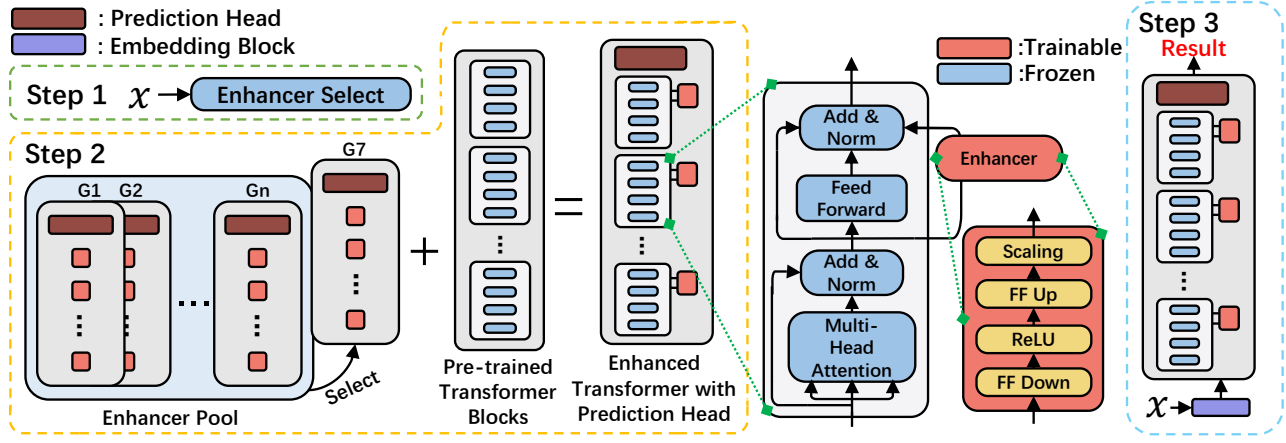 : Prediction Head
: Embedding Block
Step 1
x
Enhancer Select
Step 2
G1
G2
...
Gn
G7
Enhancer Pool
Select
+
Pre-trained
Transformer
Blocks
=
Enhanced
Transformer with
Prediction Head
:Trainable
:Frozen
Add &
Norm
Feed
Forward
Add &
Norm
Multi-
Head
Attention
Enhancer
Scaling
FF Up
ReLU
FF Down
Step 3
Result
x